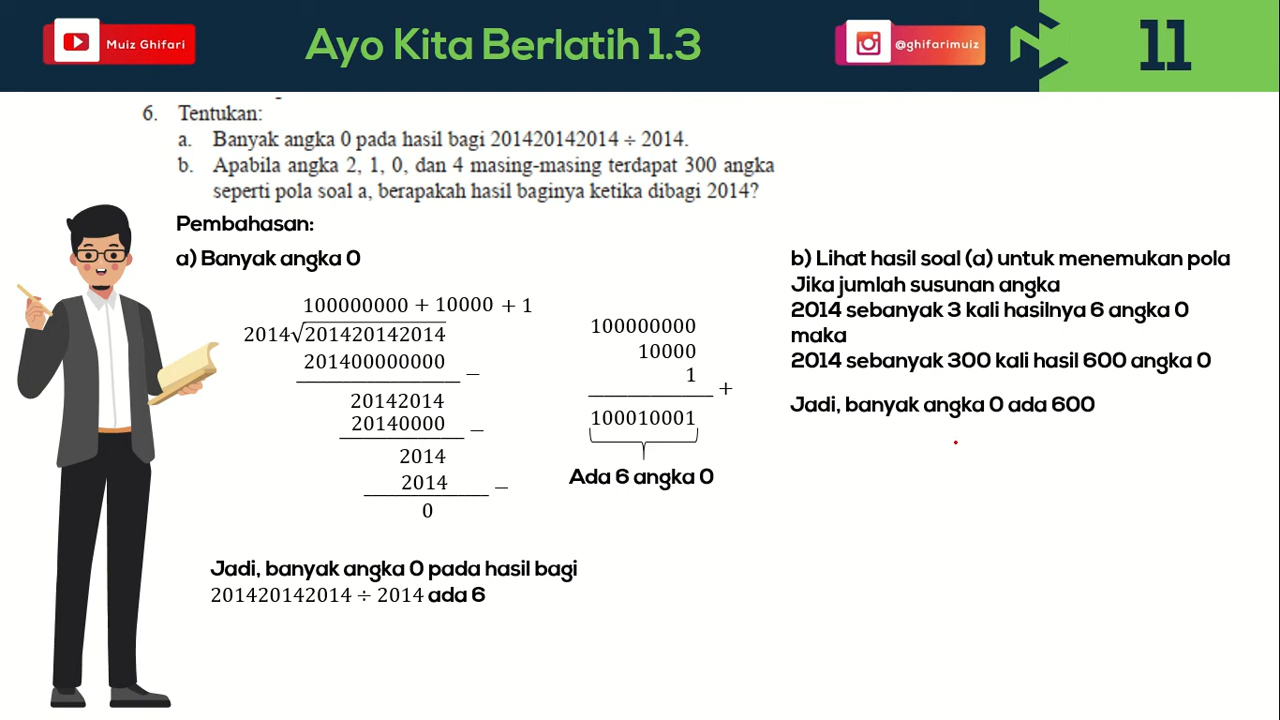 Muiz Ghifari
Ayo Kita Berlatih 1.3
@ghifarimuiz
11
6. Tentukan:
a. Banyak angka 0 pada hasil bagi 201420142014 ÷ 2014.
b. Apabila angka 2, 1, 0, dan 4 masing-masing terdapat 300 angka
seperti pola soal a, berapakah hasil baginya ketika dibagi 2014?
Pembahasan:
a) Banyak angka 0
100000000 + 10000 + 1
2014√201420142014
201400000000 −
20142014
20140000 −
2014
2014 −
0
100000000
10000
1 +
100010001
Ada 6 angka 0
Jadi, banyak angka 0 pada hasil bagi
201420142014 ÷ 2014 ada 6
b) Lihat hasil soal (a) untuk menemukan pola
Jika jumlah susunan angka
2014 sebanyak 3 kali hasilnya 6 angka 0
maka
2014 sebanyak 300 kali hasil 600 angka 0
Jadi, banyak angka 0 ada 600